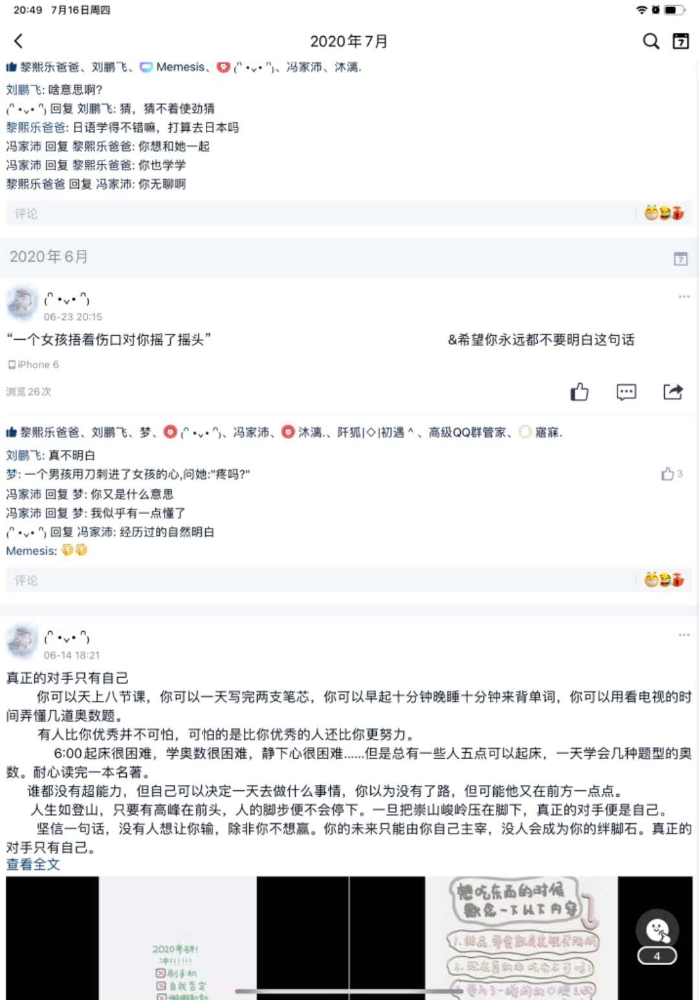 20:49 7月16日周四
2020年7月
7
黎熙乐爸爸、刘鹏飞、Memesis、(ᐢ •ᵥ• ᐢ)、冯家沛、沐漓.
刘鹏飞: 啥意思啊?
(ᐢ •ᵥ• ᐢ) 回复 刘鹏飞: 猜，猜不着使劲猜
黎熙乐爸爸: 日语学得不错嘛，打算去日本吗
冯家沛 回复 黎熙乐爸爸: 你想和她一起
冯家沛 回复 黎熙乐爸爸: 你也学学
黎熙乐爸爸 回复 冯家沛: 你无聊啊
评论
2020年6月
7
(ᐢ •ᵥ• ᐢ)
06-23 20:15
“一个女孩捂着伤口对你摇了摇头” &希望你永远都不要明白这句话
iPhone 6
浏览26次
黎熙乐爸爸、刘鹏飞、梦、(ᐢ •ᵥ• ᐢ)、冯家沛、沐漓.、阡狐|◇|初遇＾、高级QQ群管家、寤寐.
刘鹏飞: 真不明白
梦: 一个男孩用刀刺进了女孩的心,问她:"疼吗?" 3
冯家沛 回复 梦: 你又是什么意思
冯家沛 回复 梦: 我似乎有一点懂了
(ᐢ •ᵥ• ᐢ) 回复 冯家沛: 经历过的自然明白
Memesis:
评论
(ᐢ •ᵥ• ᐢ)
06-14 18:21
真正的对手只有自己
你可以天上八节课，你可以一天写完两支笔芯，你可以早起十分钟晚睡十分钟来背单词，你可以用看电视的时
间弄懂几道奥数题。
有人比你优秀并不可怕，可怕的是比你优秀的人还比你更努力。
6:00起床很困难，学奥数很困难，静下心很困难......但是总有一些人五点可以起床，一天学会几种题型的奥
数。耐心读完一本名著。
谁都没有超能力，但自己可以决定一天去做什么事情，你以为没有了路，但可能他又在前方一点点。
人生如登山，只要有高峰在前头，人的脚步便不会停下。一旦把崇山峻岭压在脚下，真正的对手便是自己。
坚信一句话，没有人想让你输，除非你不想赢。你的未来只能由你自己主宰，没人会成为你的绊脚石。真正的
对手只有自己。
查看全文
2020考研!
冲!!!!!!
刷手机
自我否定
想吃东西的时候
默念一下以下内容
4